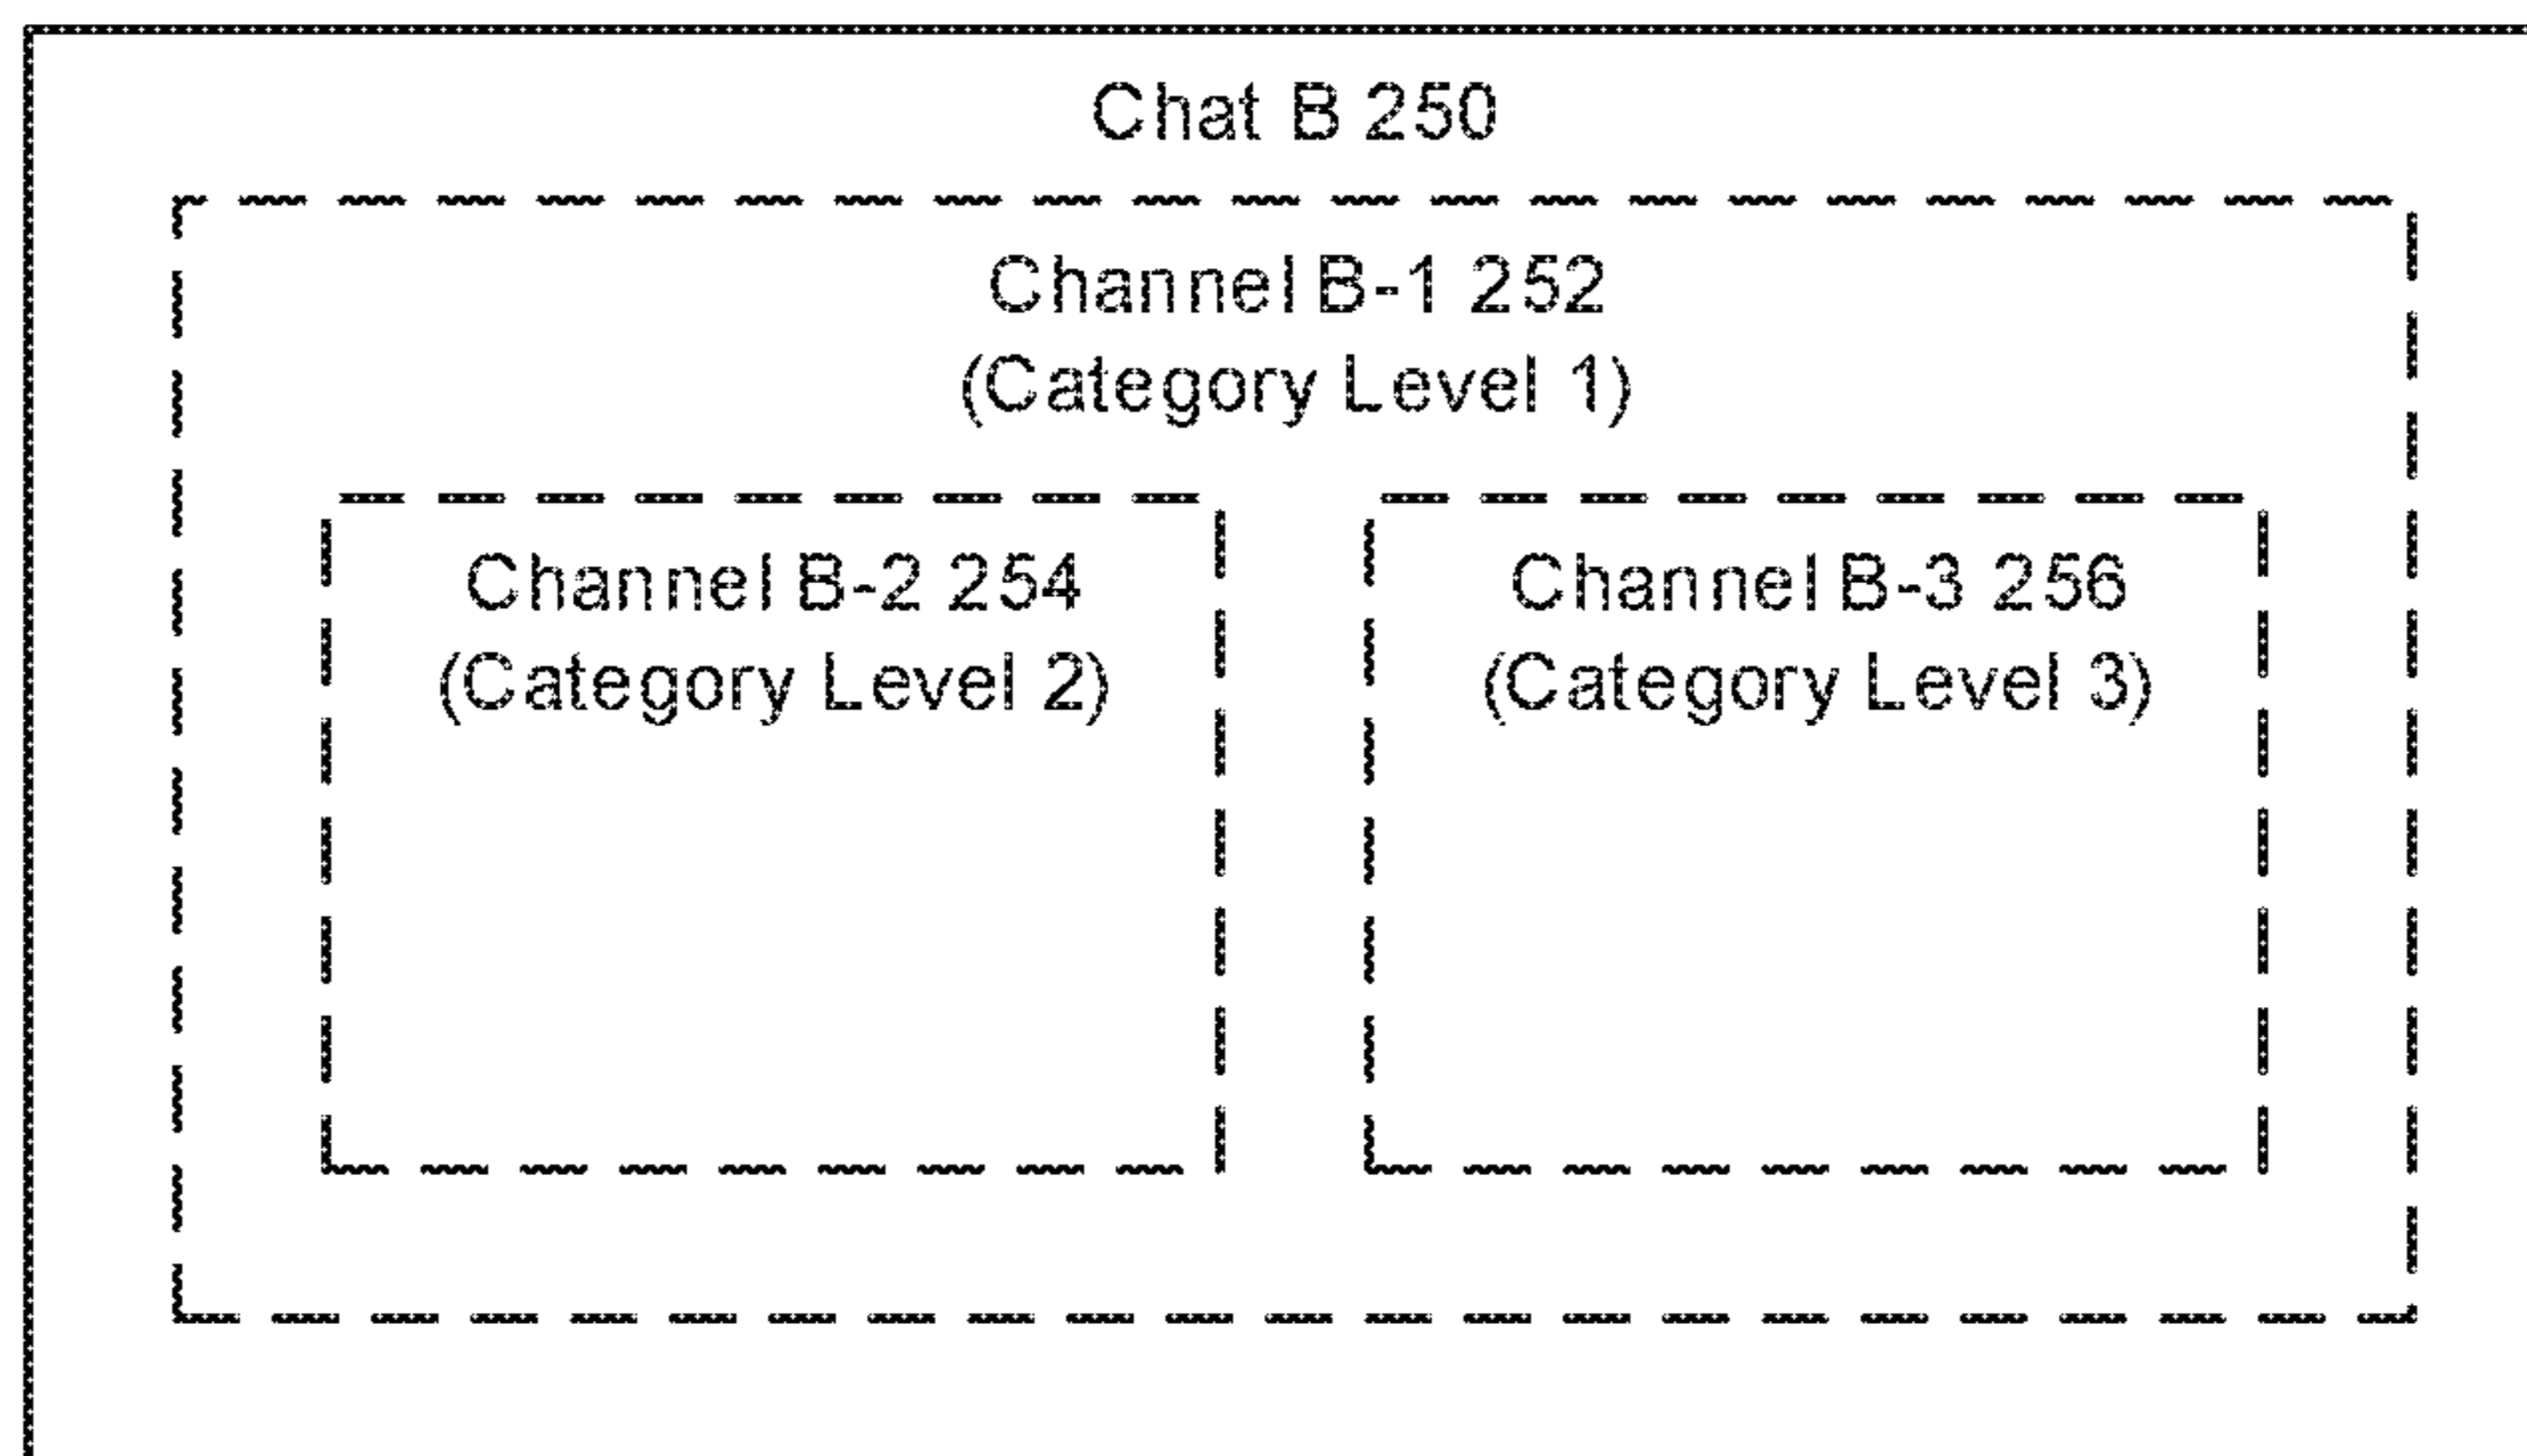 Chat B 250
Channel B-1 252
(Category Level 1)
Channel B-2 254
(Category Level 2)
Channel B-3 256
(Category Level 3)